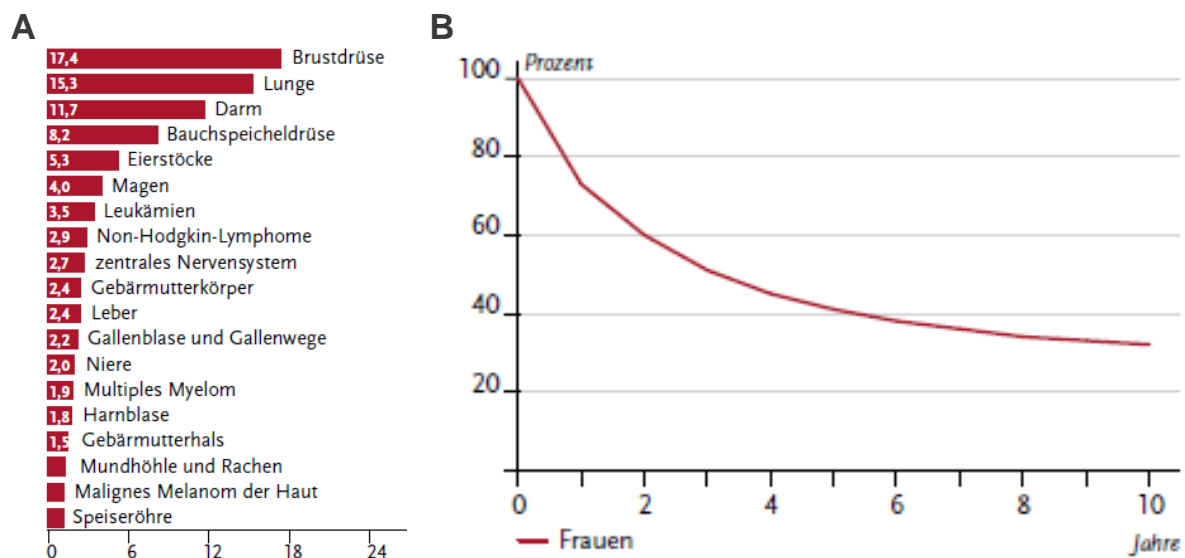 A
17,4 Brustdrüse
15,3 Lunge
11,7 Darm
8,2 Bauchspeicheldrüse
5,3 Eierstöcke
4,0 Magen
3,5 Leukämien
2,9 Non-Hodgkin-Lymphome
2,7 zentrales Nervensystem
2,4 Gebärmutterkörper
2,4 Leber
2,2 Gallenblase und Gallenwege
2,0 Niere
1,9 Multiples Myelom
1,8 Harnblase
1,5 Gebärmutterhals
Mundhöhle und Rachen
Malignes Melanom der Haut
Speiseröhre
0 6 12 18 24
B
Prozent
100
80
60
40
20
0 2 4 6 8 10
Frauen
Jahre